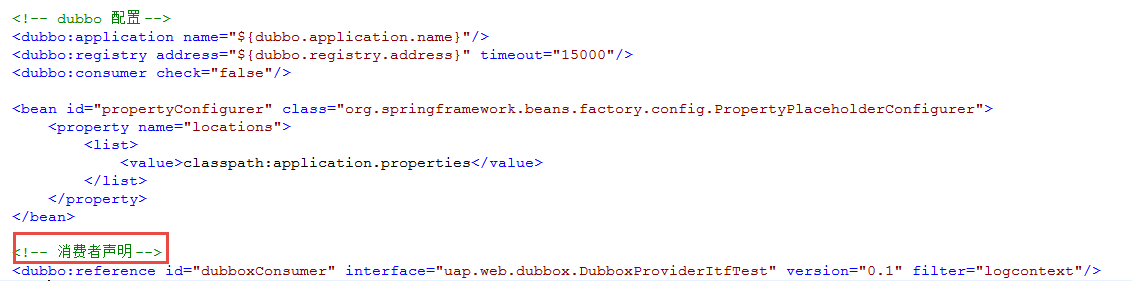 <!-- dubbo 配置 -->
<dubbo:application name="${dubbo.application.name}"/>
<dubbo:registry address="${dubbo.registry.address}" timeout="15000"/>
<dubbo:consumer check="false"/>
<bean id="propertyConfigurer" class="org.springframework.beans.factory.config.PropertyPlaceholderConfigurer">
<property name="locations">
<list>
<value>classpath:application.properties</value>
</list>
</property>
</bean>
<!-- 消费者声明 -->
<dubbo:reference id="dubboxConsumer" interface="uap.web.dubbox.DubboxProviderItfTest" version="0.1" filter="logcontext"/>